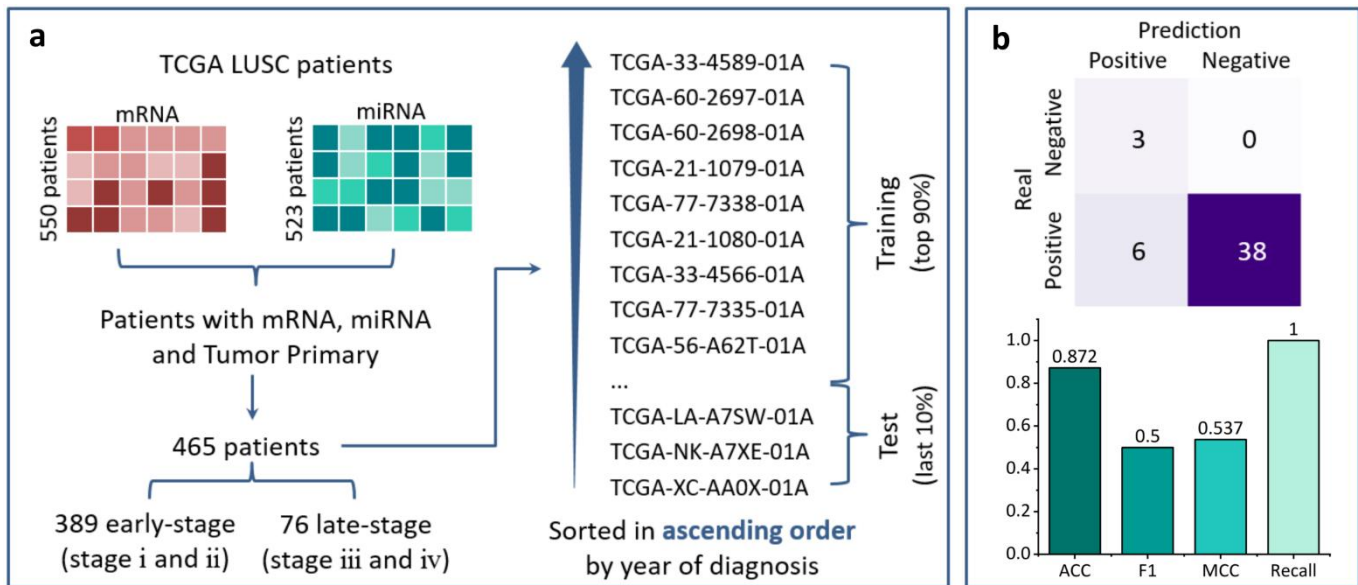 a
TCGA LUSC patients
mRNA
miRNA
550 patients
523 patients
Patients with mRNA, miRNA
and Tumor Primary
465 patients
389 early-stage
(stage i and ii)
76 late-stage
(stage iii and iv)
TCGA-33-4589-01A
TCGA-60-2697-01A
TCGA-60-2698-01A
TCGA-21-1079-01A
TCGA-77-7338-01A
TCGA-21-1080-01A
TCGA-33-4566-01A
TCGA-77-7335-01A
TCGA-56-A62T-01A
...
TCGA-LA-A7SW-01A
TCGA-NK-A7XE-01A
TCGA-XC-AA0X-01A
Training
(top 90%)
Test
(last 10%)
Sorted in ascending order
by year of diagnosis
b
Prediction
Positive Negative
Real
Negative
3 0
Positive
6 38
1.0
0.8
0.6
0.4
0.2
0.0
0.872
0.5
0.537
1
ACC F1 MCC Recall